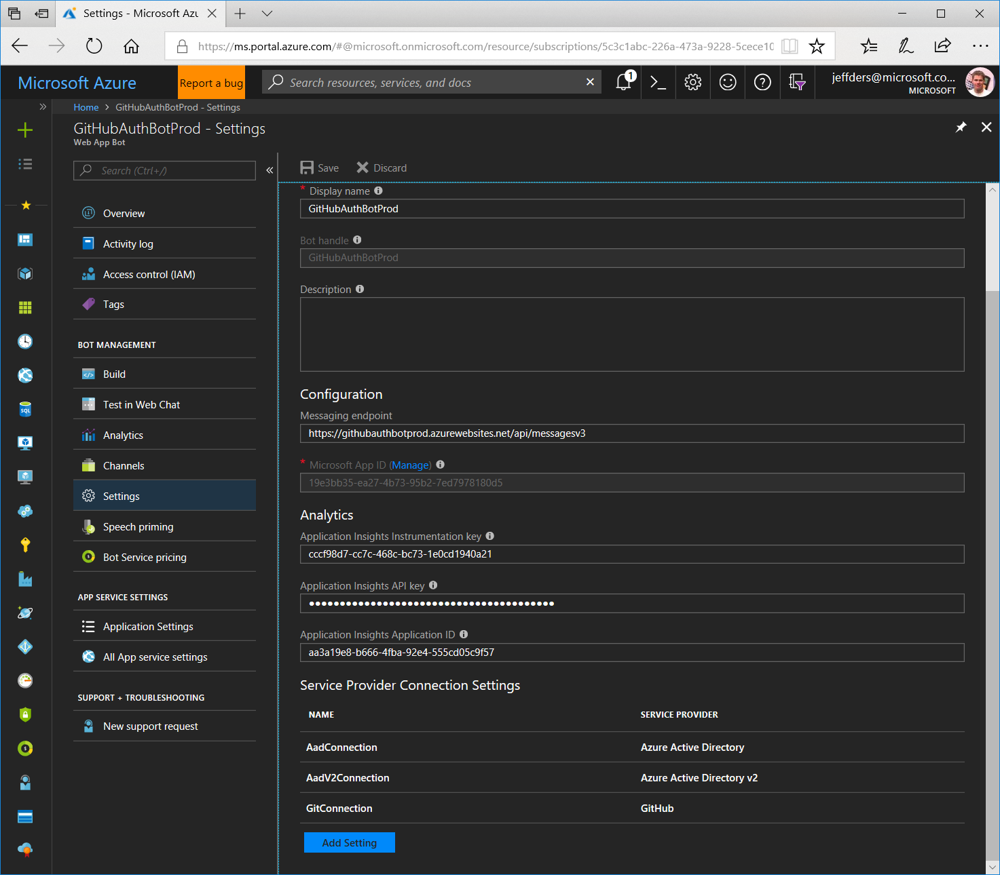 Settings - Microsoft Azu
https://ms.portal.azure.com/#@microsoft.onmicrosoft.com/resource/subscriptions/5c3c1abc-226a-473a-9228-5cece10
Microsoft Azure
Report a bug
Search resources, services, and docs
1
jeffders@microsoft.co...
MICROSOFT
Home > GitHubAuthBotProd - Settings
GitHubAuthBotProd - Settings
Web App Bot
Search (Ctrl+/)
Overview
Activity log
Access control (IAM)
Tags
BOT MANAGEMENT
Build
Test in Web Chat
Analytics
Channels
Settings
Speech priming
Bot Service pricing
APP SERVICE SETTINGS
Application Settings
All App service settings
SUPPORT + TROUBLESHOOTING
New support request
Save
Discard
* Display name
GitHubAuthBotProd
Bot handle
GitHubAuthBotProd
Description
Configuration
Messaging endpoint
https://githubauthbotprod.azurewebsites.net/api/messagesv3
* Microsoft App ID (Manage)
19e3bb35-ea27-4b73-95b2-7ed7978180d5
Analytics
Application Insights Instrumentation key
cccf98d7-cc7c-468c-bc73-1e0cd1940a21
Application Insights API key
••••••••••••••••••••••••••••••••••••••••
Application Insights Application ID
aa3a19e8-b666-4fba-92e4-555cd05c9f57
Service Provider Connection Settings
NAME SERVICE PROVIDER
AadConnection Azure Active Directory
AadV2Connection Azure Active Directory v2
GitConnection GitHub
Add Setting